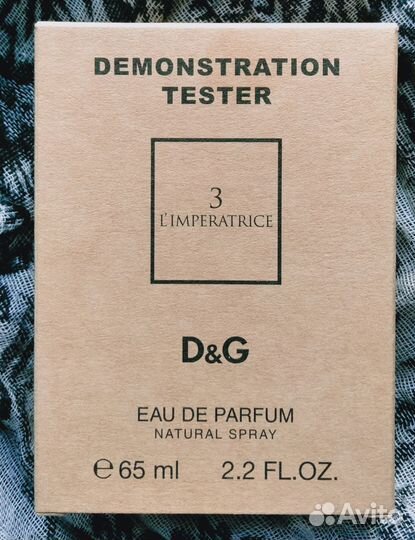 DEMONSTRATION
TESTER
3
L'IMPERATRICE
D&G
EAU DE PARFUM
NATURAL SPRAY
℮ 65 ml 2.2 FL.OZ.
Avito